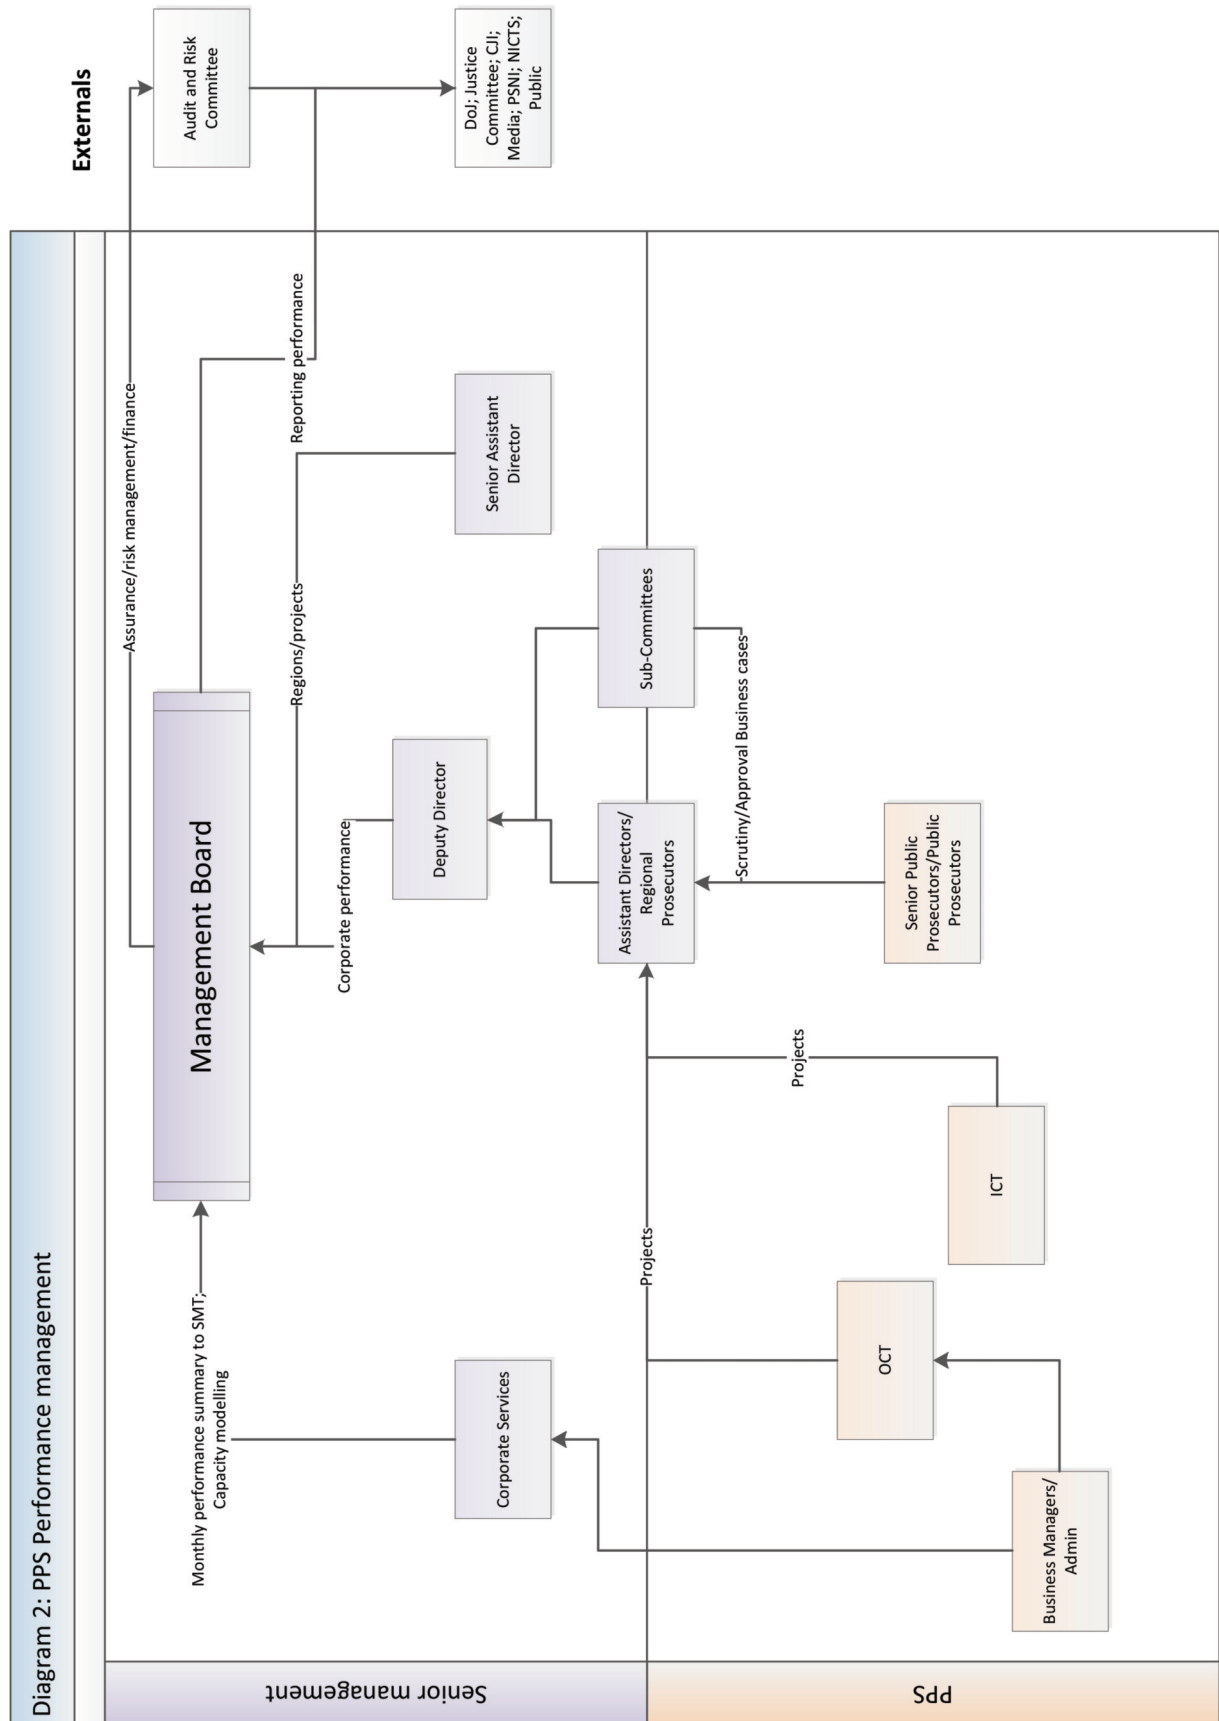 Diagram 2: PPS Performance management
Externals
Senior management
PPS
Assurance/risk management/finance
Audit and Risk
Committee
Management Board
Monthly performance summary to SMT;
Capacity modelling
Regions/projects
Reporting performance
Corporate performance
DoJ; Justice
Committee; CJI;
Media; PSNI; NICTS;
Public
Corporate Services
Deputy Director
Senior Assistant
Director
Assistant Directors/
Regional
Prosecutors
Sub-Committees
Projects
Projects
Scrutiny/Approval Business cases
OCT
ICT
Senior Public
Prosecutors/Public
Prosecutors
Business Managers/
Admin